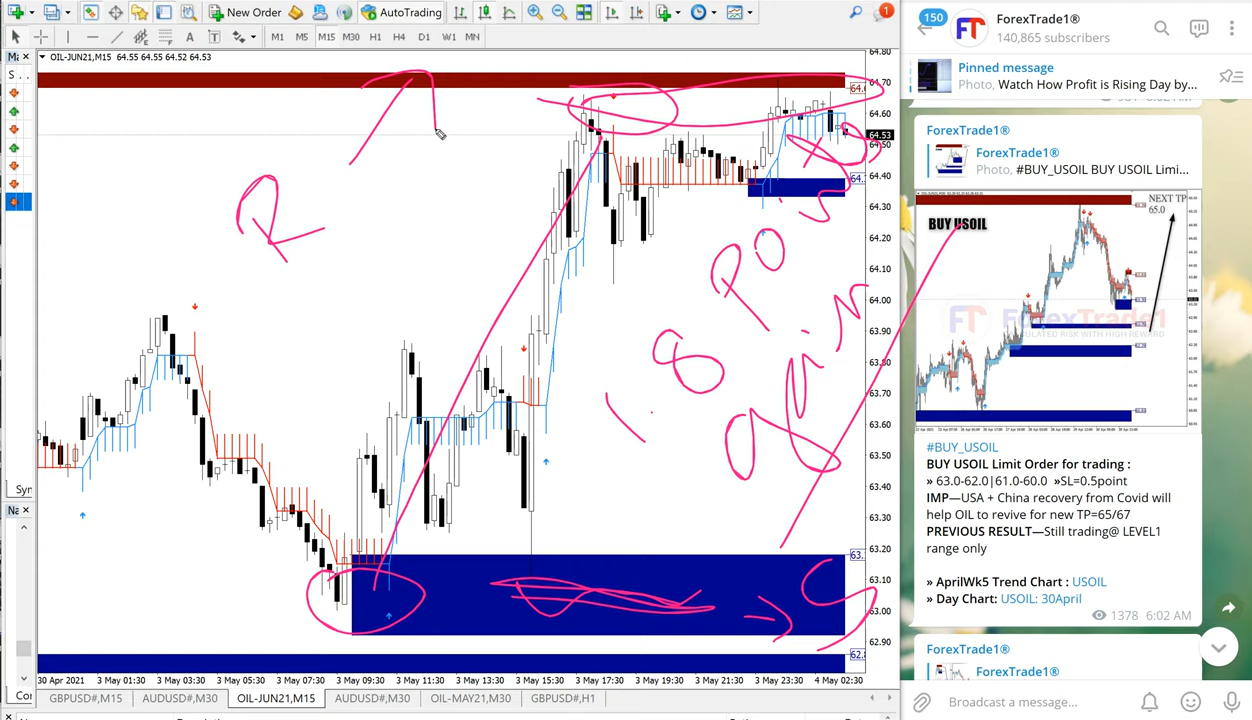 New Order
AutoTrading
1
M1 M5 M15 M30 H1 H4 D1 W1 MN
OIL-JUN21,M15 64.55 64.55 64.52 64.53
64.80
64.70
64.60
64.53
64.50
64.40
64.30
64.20
64.10
64.00
63.90
63.80
63.70
63.60
63.50
63.40
63.30
63.20
63.10
63.00
62.90
R
1.8 PO
again
30 Apr 2021 3 May 01:30 3 May 03:30 3 May 05:30 3 May 07:30 3 May 09:30 3 May 11:30 3 May 13:30 3 May 15:30 3 May 17:30 3 May 19:30 3 May 21:30 3 May 23:30 4 May 02:30
GBPUSD#,M15 AUDUSD#,M30 OIL-JUN21,M15 AUDUSD#,M30 OIL-MAY21,M30 GBPUSD#,H1
150
FT
ForexTrade1®
140,865 subscribers
Pinned message
Photo, Watch How Profit is Rising Day by...
ForexTrade1®
ForexTrade1®
Photo, #BUY_USOIL BUY USOIL Limi...
BUY USOIL
NEXT TP
65.0
FT ForexTrade1
#BUY_USOIL
BUY USOIL Limit Order for trading :
» 63.0-62.0|61.0-60.0 »SL=0.5point
IMP—USA + China recovery from Covid will
help OIL to revive for new TP=65/67
PREVIOUS RESULT—Still trading@ LEVEL1
range only
» AprilWk5 Trend Chart : USOIL
» Day Chart: USOIL: 30April
1378 6:02 AM
ForexTrade1®
ForexTrade1®
Broadcast a message...